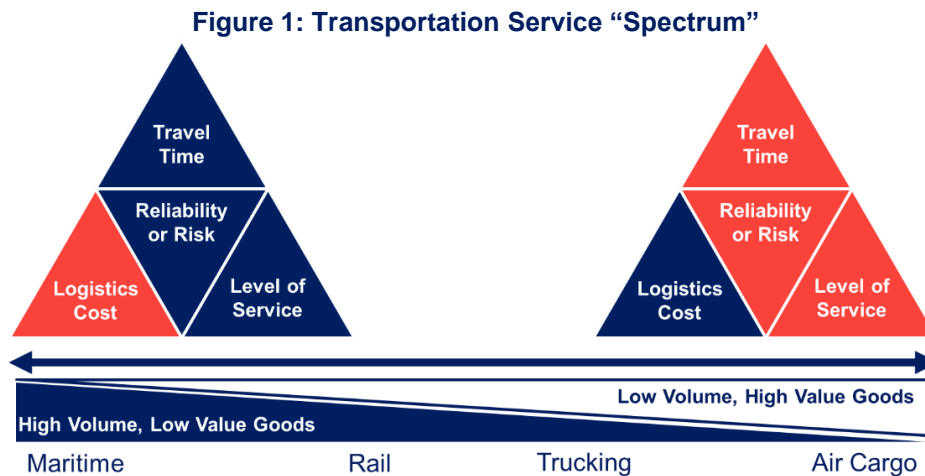 Figure 1: Transportation Service “Spectrum”
Travel
Time
Reliability
or Risk
Logistics
Cost
Level of
Service
Travel
Time
Reliability
or Risk
Logistics
Cost
Level of
Service
Low Volume, High Value Goods
High Volume, Low Value Goods
Maritime Rail Trucking Air Cargo